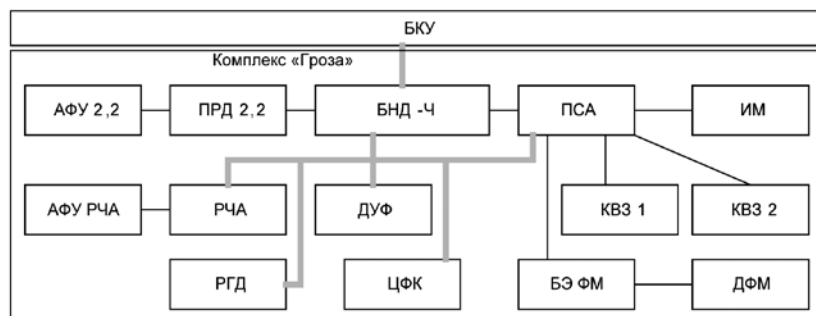 БКУ
Комплекс «Гроза»
АФУ 2,2
ПРД 2,2
БНД -Ч
ПСА
ИМ
АФУ РЧА
РЧА
ДУФ
КВЗ 1
КВЗ 2
РГД
ЦФК
БЭ ФМ
ДФМ